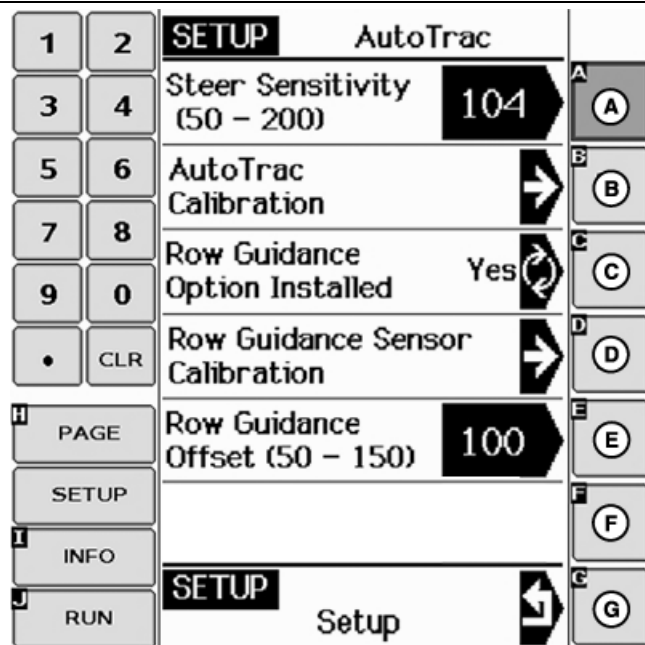 1 2
3 4
5 6
7 8
9 0
. CLR
H
PAGE
SETUP
I
INFO
J
RUN
SETUP AutoTrac
Steer Sensitivity
(50 - 200)
104
AutoTrac
Calibration
Row Guidance
Option Installed
Yes
Row Guidance Sensor
Calibration
Row Guidance
Offset (50 - 150)
100
SETUP
Setup
A A
B B
C C
D D
E E
F F
G G